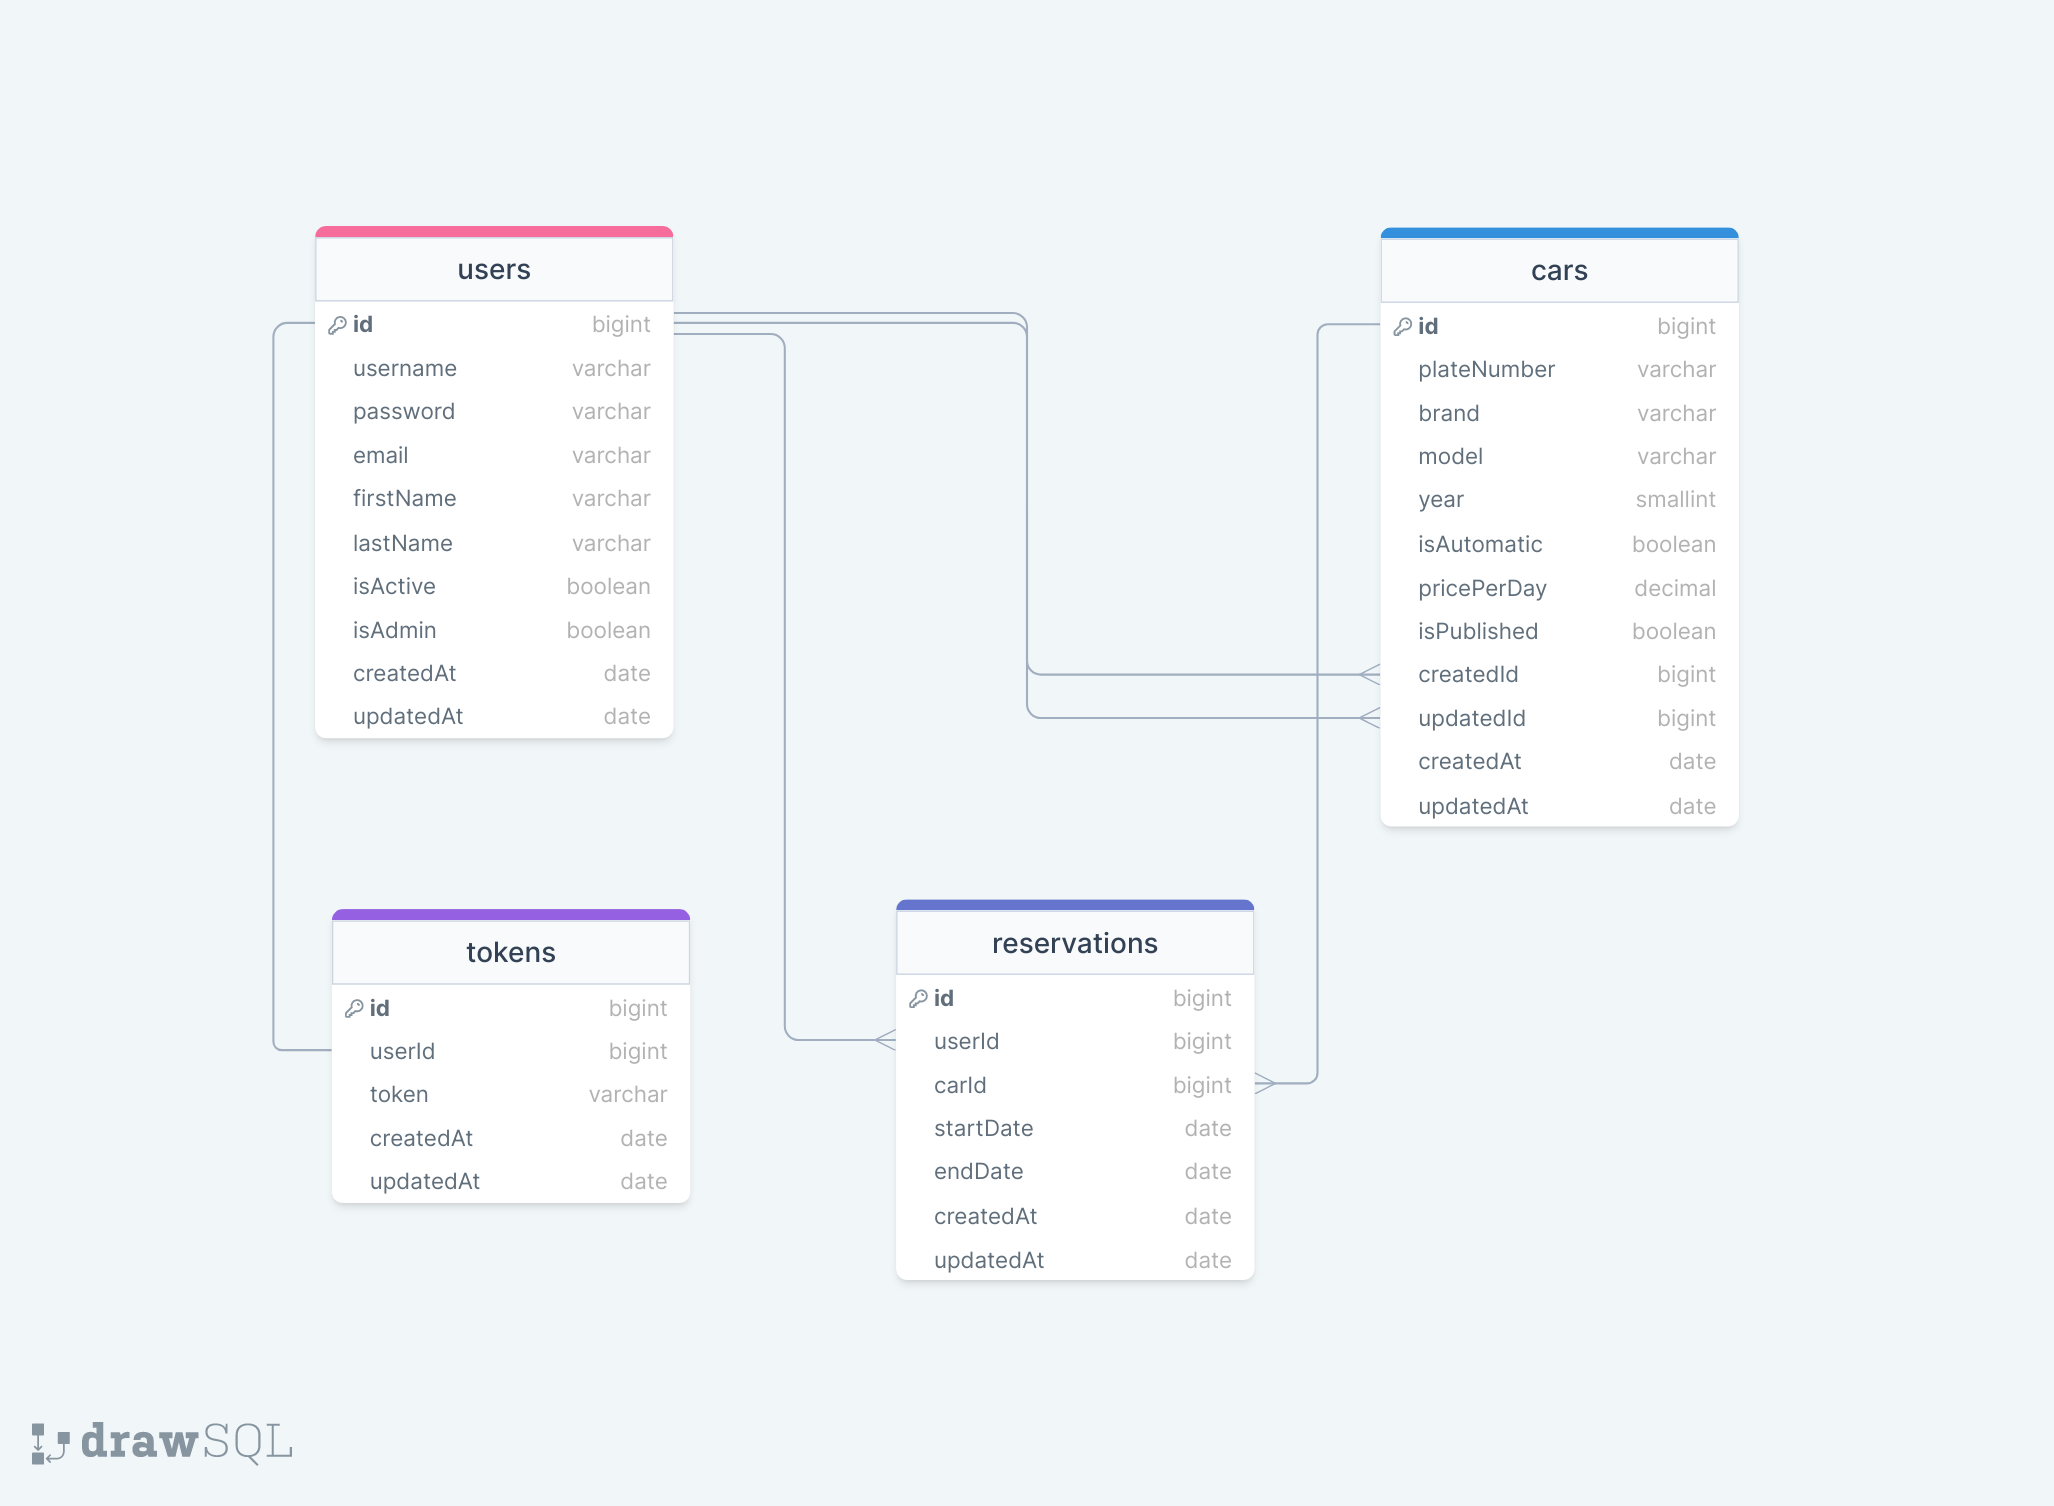 users
id bigint
username varchar
password varchar
email varchar
firstName varchar
lastName varchar
isActive boolean
isAdmin boolean
createdAt date
updatedAt date
cars
id bigint
plateNumber varchar
brand varchar
model varchar
year smallint
isAutomatic boolean
pricePerDay decimal
isPublished boolean
createdId bigint
updatedId bigint
createdAt date
updatedAt date
tokens
id bigint
userId bigint
token varchar
createdAt date
updatedAt date
reservations
id bigint
userId bigint
carId bigint
startDate date
endDate date
createdAt date
updatedAt date
drawSQL